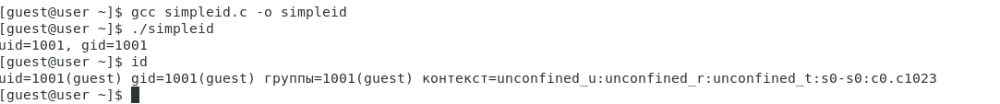 [guest@user ~]$ gcc simpleid.c -o simpleid
[guest@user ~]$ ./simpleid
uid=1001, gid=1001
[guest@user ~]$ id
uid=1001(guest) gid=1001(guest) группы=1001(guest) контекст=unconfined_u:unconfined_r:unconfined_t:s0-s0:c0.c1023
[guest@user ~]$